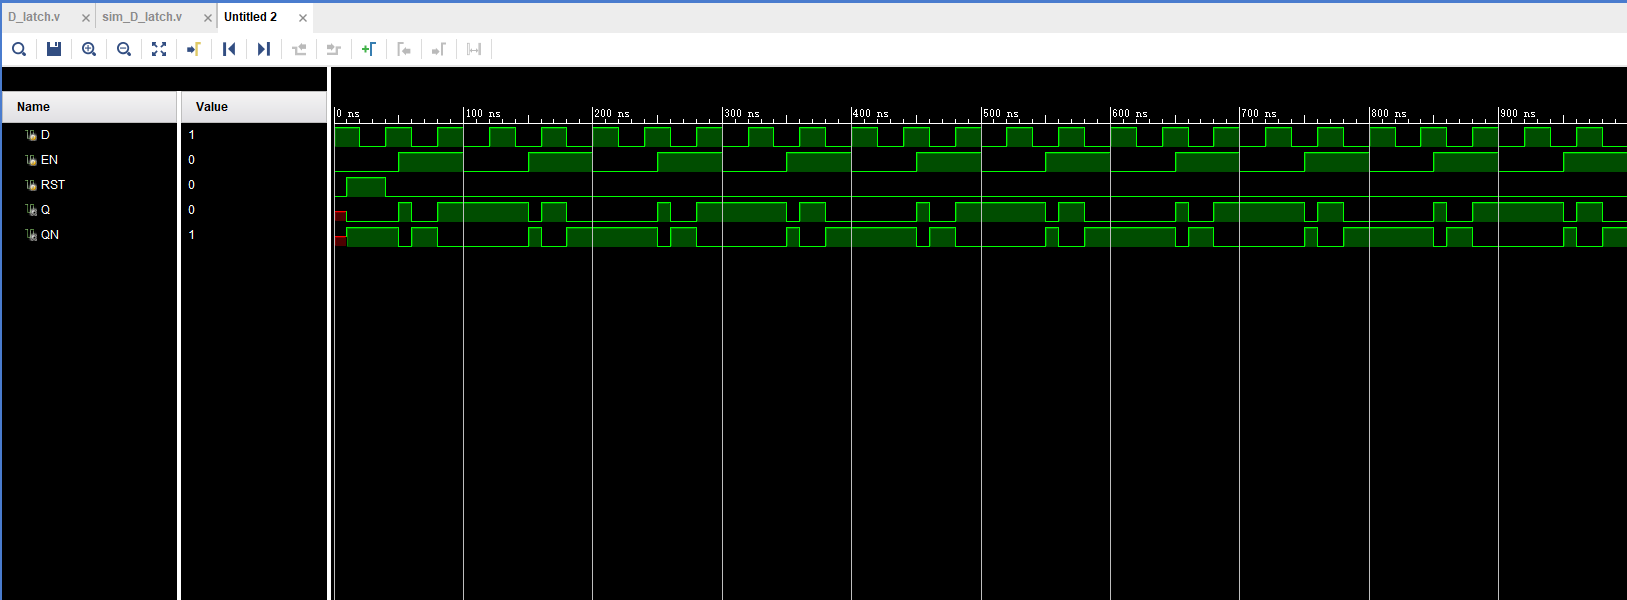 D_latch.v sim_D_latch.v Untitled 2
Name Value
0 ns 100 ns 200 ns 300 ns 400 ns 500 ns 600 ns 700 ns 800 ns 900 ns
D 1
EN 0
RST 0
Q 0
QN 1